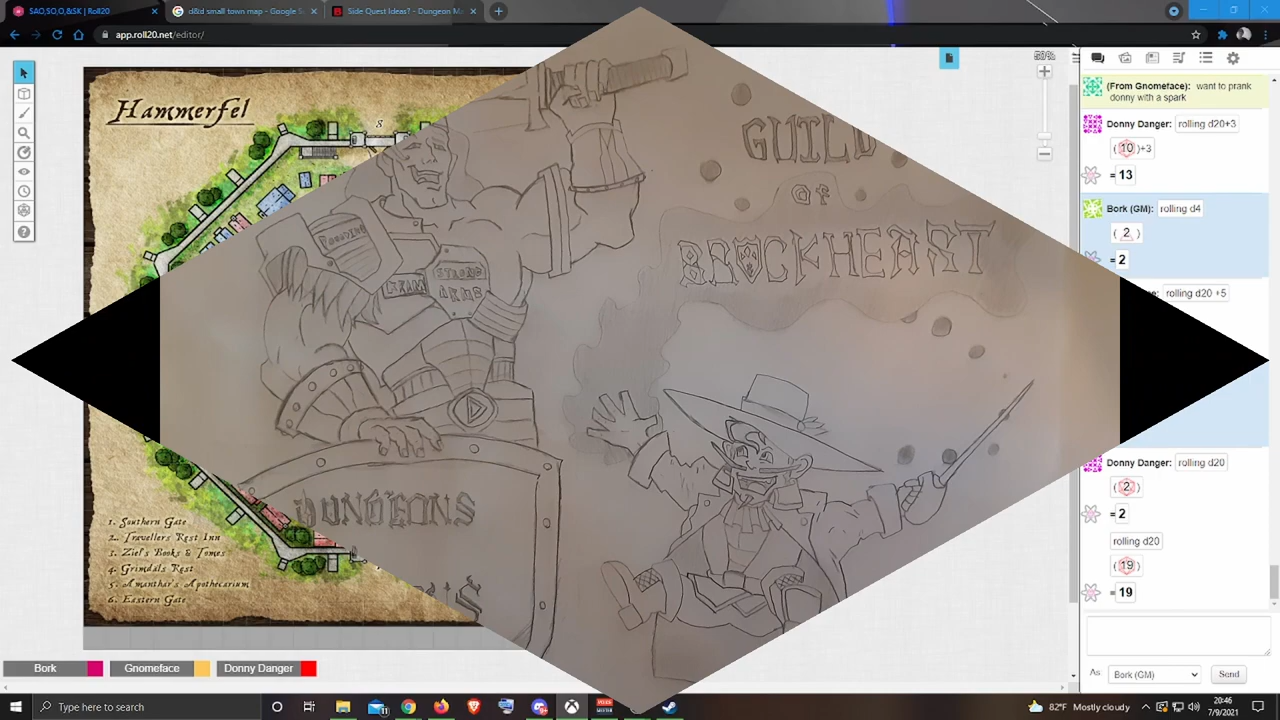 SAO,SO,O,&SK | Roll20
d&d small town map - Google S
Side Quest Ideas? - Dungeon M
app.roll20.net/editor/
Hammerfel
8
GUILD
OF
BROCKHEAST
STRONG
ARMS
DUNGEONS
1. Southern Gate
2. Travellers Rest Inn
3. Ziel's Books & Tomes
4. Grimdals Rest
5. Amanthar's Apothecarium
6. Eastern Gate
(From Gnomeface): want to prank
donny with a spark
Donny Danger: rolling d20+3
(10)+3
= 13
Bork (GM): rolling d4
(2)
= 2
rolling d20 +5
Donny Danger: rolling d20
(2)
= 2
rolling d20
(19)
= 19
As Bork (GM) Send
Bork Gnomeface Donny Danger
Type here to search
82°F Mostly cloudy
20:46
7/9/2021